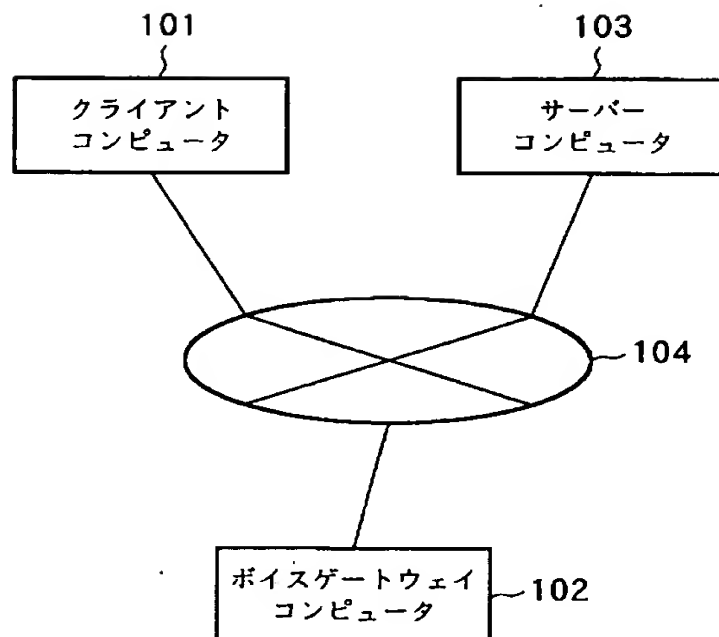 101
クライアント
コンピュータ
103
サーバー
コンピュータ
104
ボイスゲートウェイ
コンピュータ
102